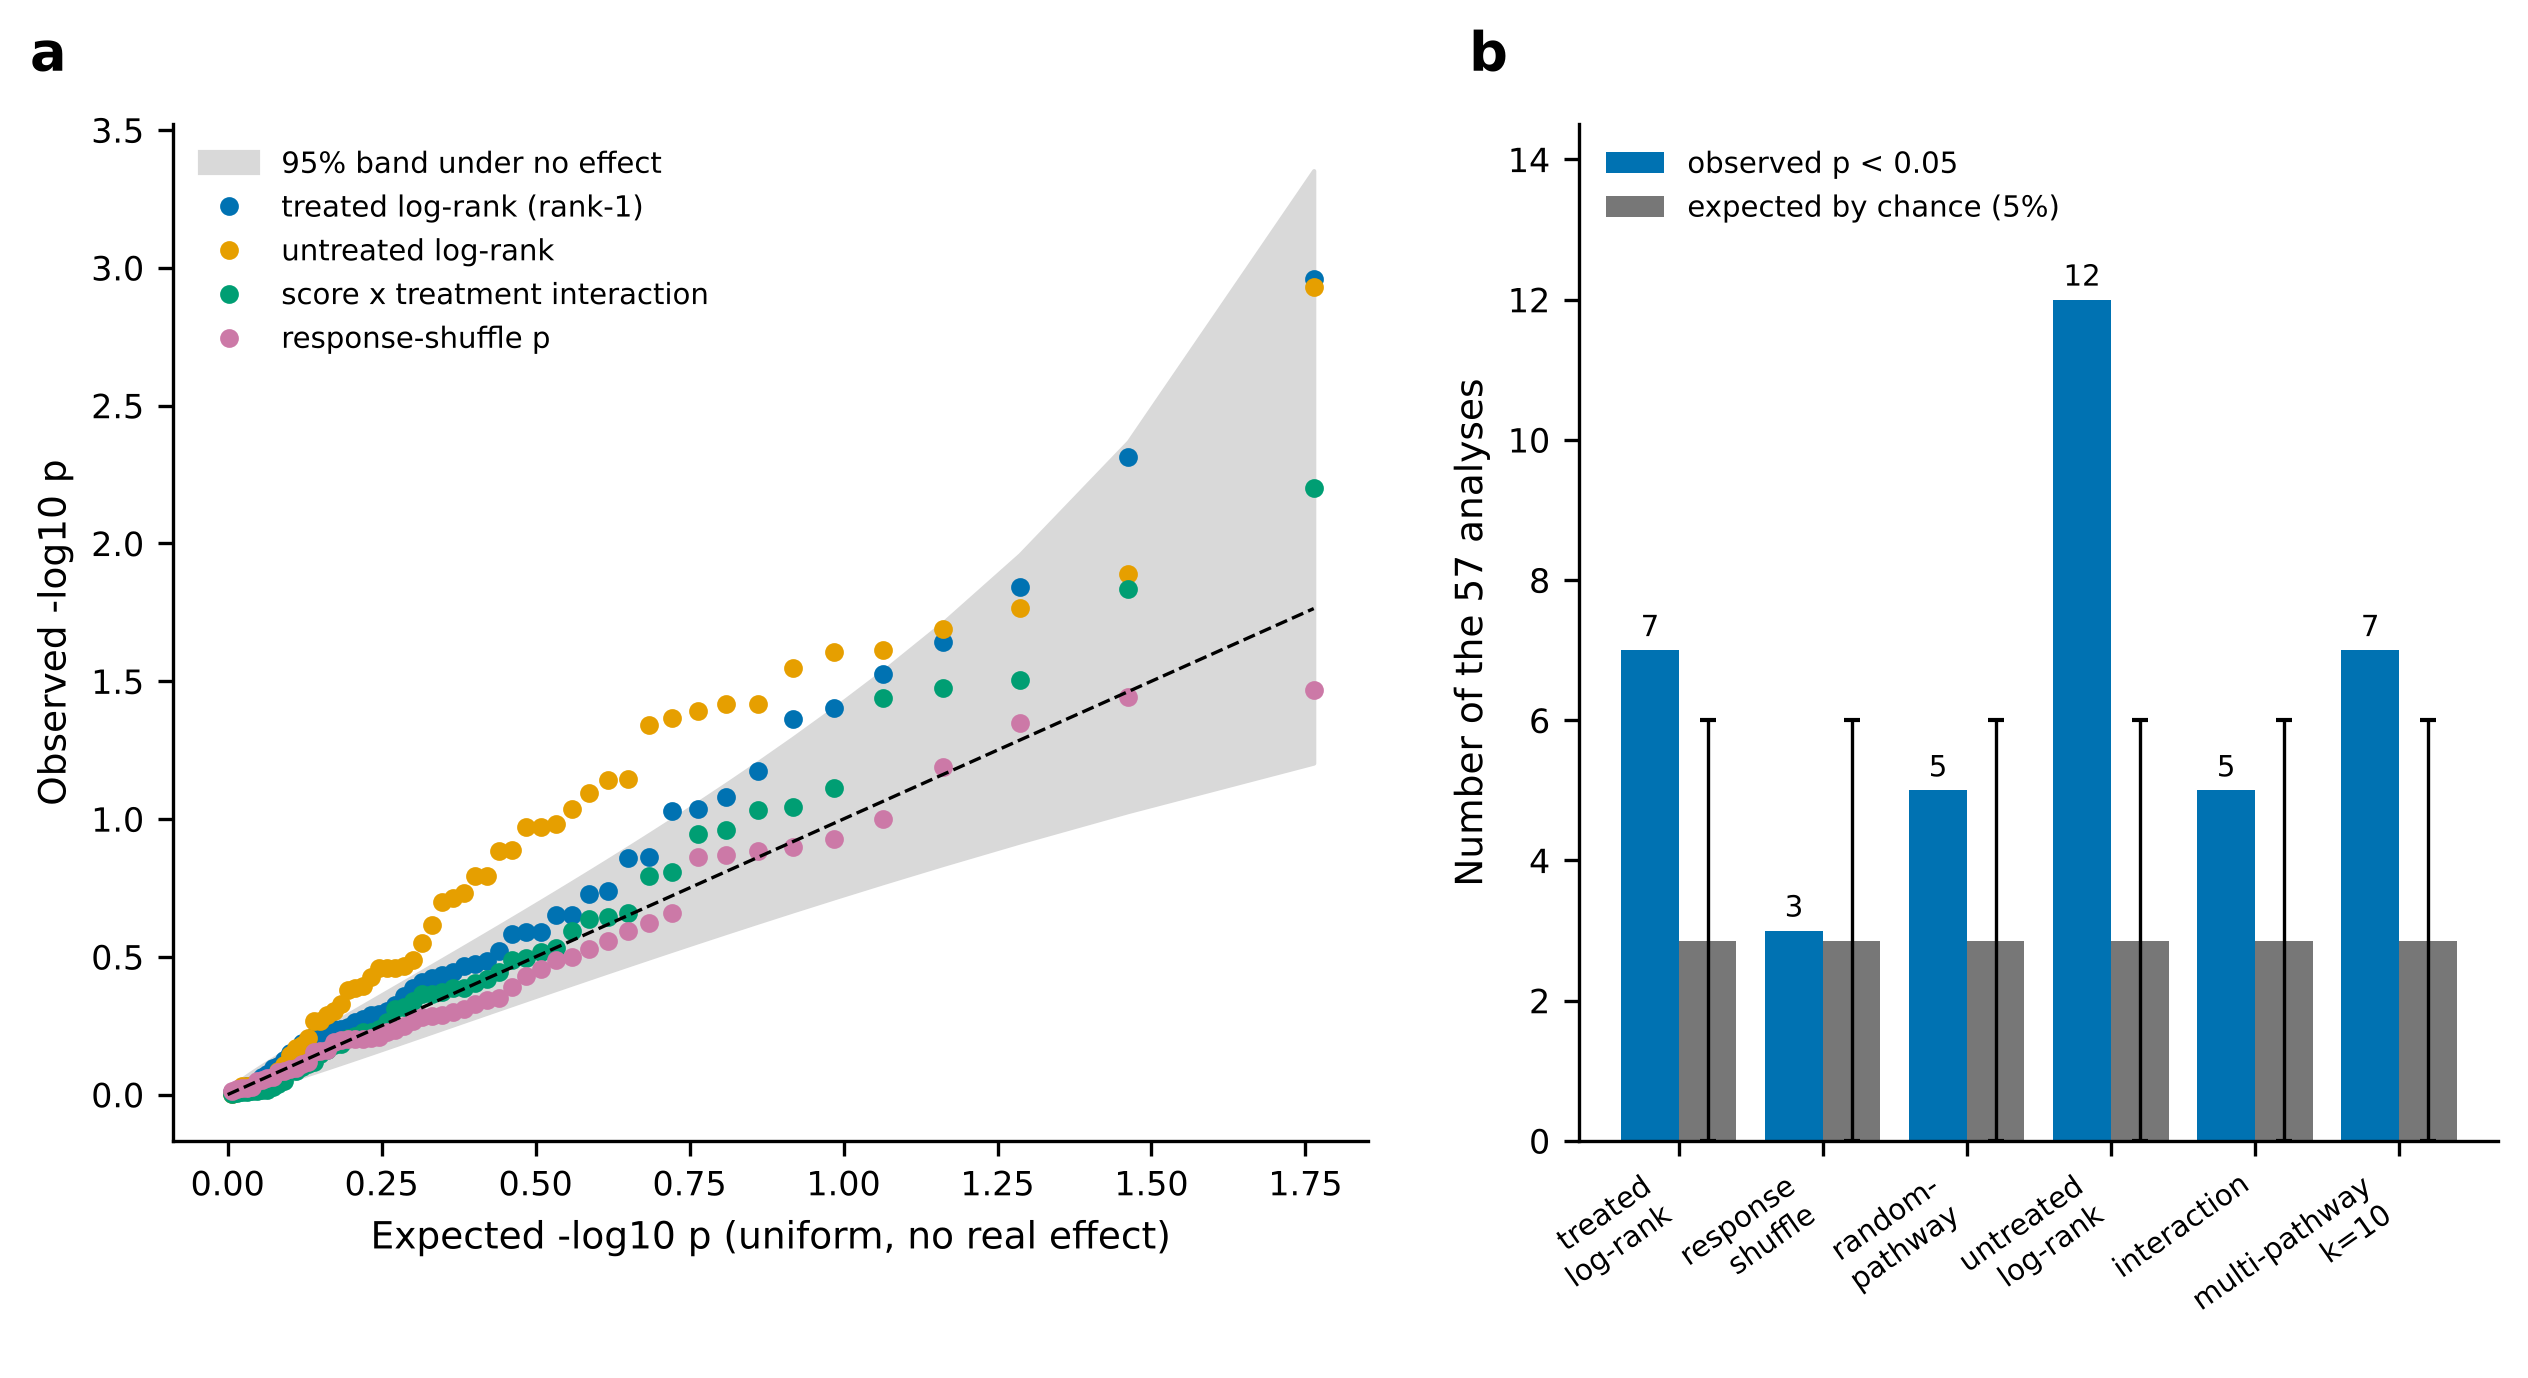 a
3.5
3.0
2.5
2.0
1.5
1.0
0.5
0.0
Observed -log10 p
95% band under no effect
treated log-rank (rank-1)
untreated log-rank
score x treatment interaction
response-shuffle p
0.00
0.25
0.50
0.75
1.00
1.25
1.50
1.75
Expected -log10 p (uniform, no real effect)
b
14
12
10
8
6
4
2
0
Number of the 57 analyses
observed p < 0.05
expected by chance (5%)
7
3
5
12
5
7
treated
log-rank
response
shuffle
random-
pathway
untreated
log-rank
interaction
multi-pathway
k=10